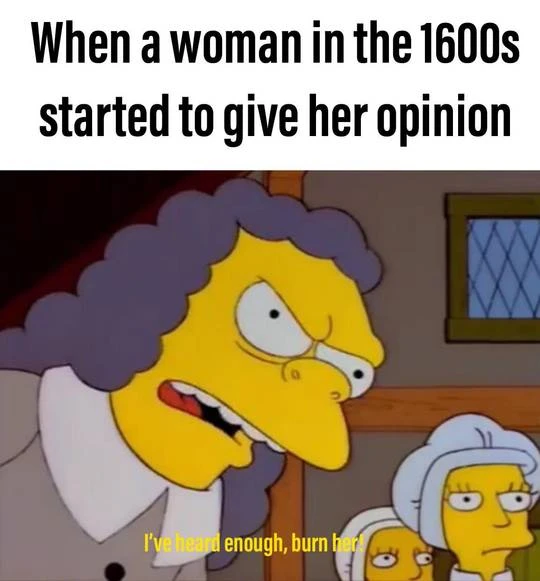 When a woman in the 1600s
started to give her opinion
I've heard enough, burn her!